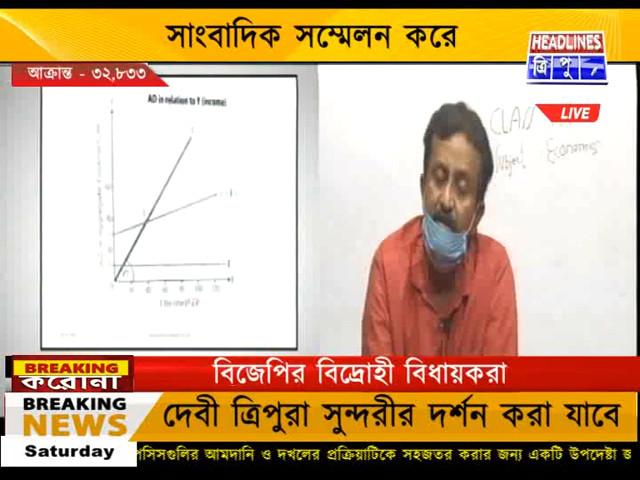 সাংবাদিক সম্মেলন করে
HEADLINES
ত্রিপু
আক্রান্ত - ৩২,৮৩৩
LIVE
AD in relation to Y (income)
CLASS
Subject Economics
BREAKING
করোনা
বিজেপির বিদ্রোহী বিধায়করা
BREAKING
NEWS
দেবী ত্রিপুরা সুন্দরীর দর্শন করা যাবে
Saturday
পসিসগুলির আমদানি ও দখলের প্রক্রিয়াটিকে সহজতর করার জন্য একটি উপদেষ্টা জ